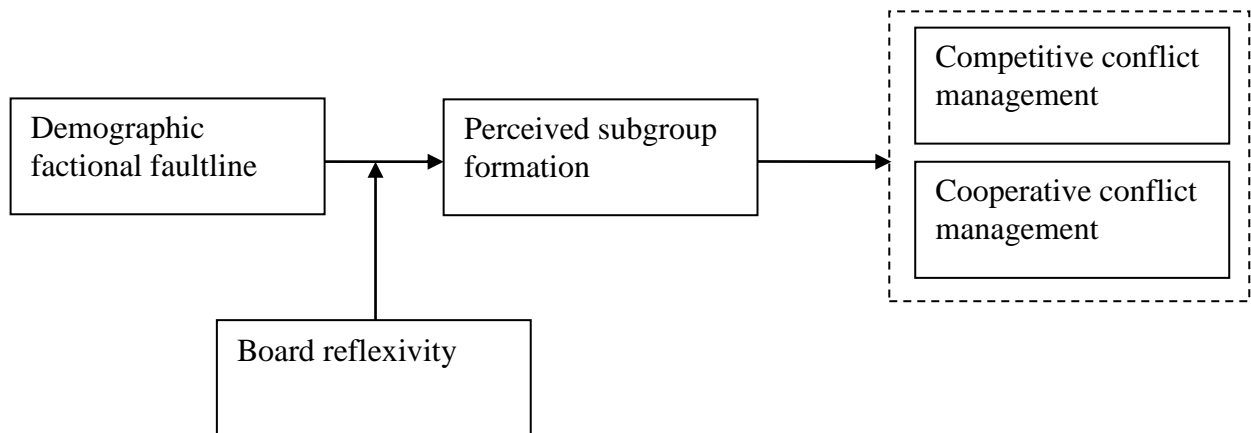 Demographic
factional faultline
Perceived subgroup
formation
Competitive conflict
management
Cooperative conflict
management
Board reflexivity